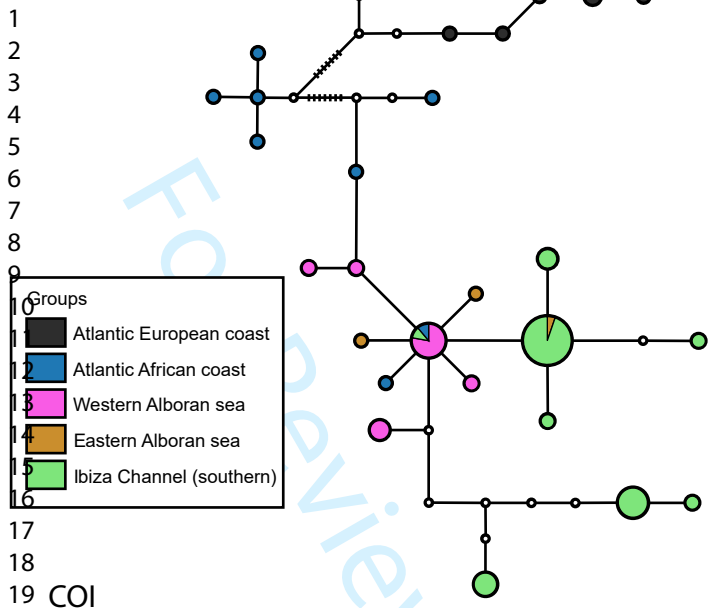 1
2
3
4
5
6
7
8
9
Groups
10
11 Atlantic European coast
12 Atlantic African coast
13 Western Alboran sea
14 Eastern Alboran sea
15 Ibiza Channel (southern)
16
17
18
19 COI
For Review